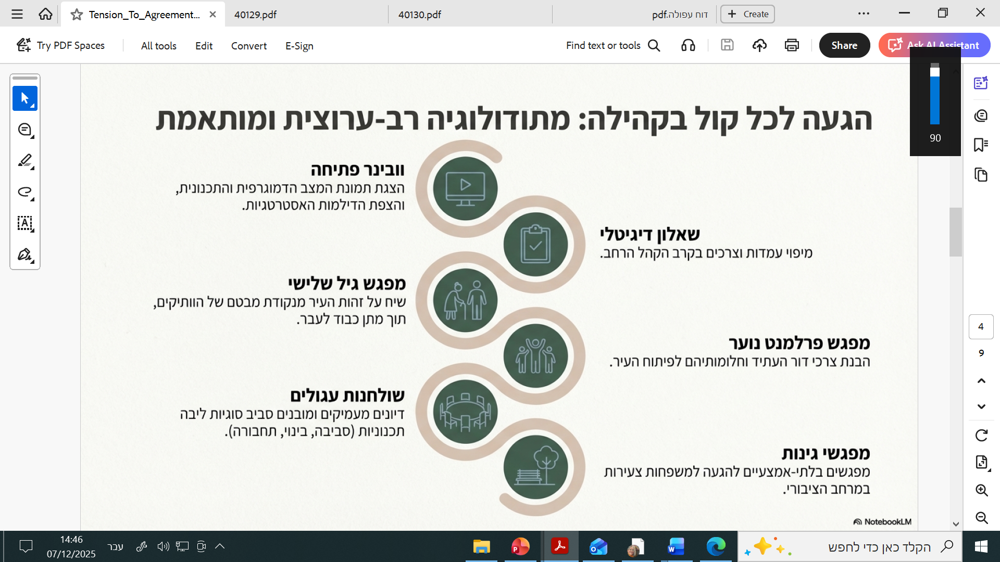 Tension_To_Agreement...
40129.pdf
40130.pdf
דוח עפולה.pdf
Create
Try PDF Spaces
All tools
Edit
Convert
E-Sign
Find text or tools
Share
Ask AI Assistant
90
הגעה לכל קול בקהילה: מתודולוגיה רב-ערוצית ומותאמת
וובינר פתיחה
הצגת תמונת המצב הדמוגרפית והתכנונית,
והצפת הדילמות האסטרטגיות.
שאלון דיגיטלי
מיפוי עמדות וצרכים בקרב הקהל הרחב.
מפגש גיל שלישי
שיח על זהות העיר מנקודת מבטם של הוותיקים,
תוך מתן כבוד לעבר.
מפגש פרלמנט נוער
הבנת צרכי דור העתיד וחלומותיהם לפיתוח העיר.
שולחנות עגולים
דיונים מעמיקים ומובנים סביב סוגיות ליבה
תכנוניות (סביבה, בינוי, תחבורה).
מפגשי גינות
מפגשים בלתי-אמצעיים להגעה למשפחות צעירות
במרחב הציבורי.
NotebookLM
4
9
14:46
07/12/2025
עבר
הקלד כאן כדי לחפש